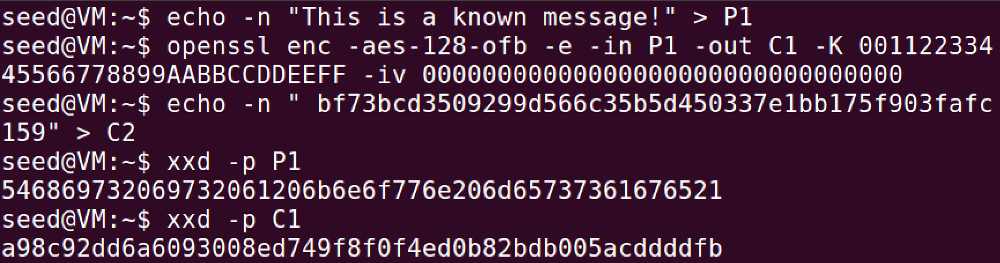 seed@VM:~$ echo -n "This is a known message!" > P1
seed@VM:~$ openssl enc -aes-128-ofb -e -in P1 -out C1 -K 001122334
45566778899AABBCCDDEEFF -iv 00000000000000000000000000000000
seed@VM:~$ echo -n " bf73bcd3509299d566c35b5d450337e1bb175f903fafc
159" > C2
seed@VM:~$ xxd -p P1
546869732069732061206b6e6f776e206d65737361676521
seed@VM:~$ xxd -p C1
a98c92dd6a6093008ed749f8f0f4ed0b82bdb005acddddfb